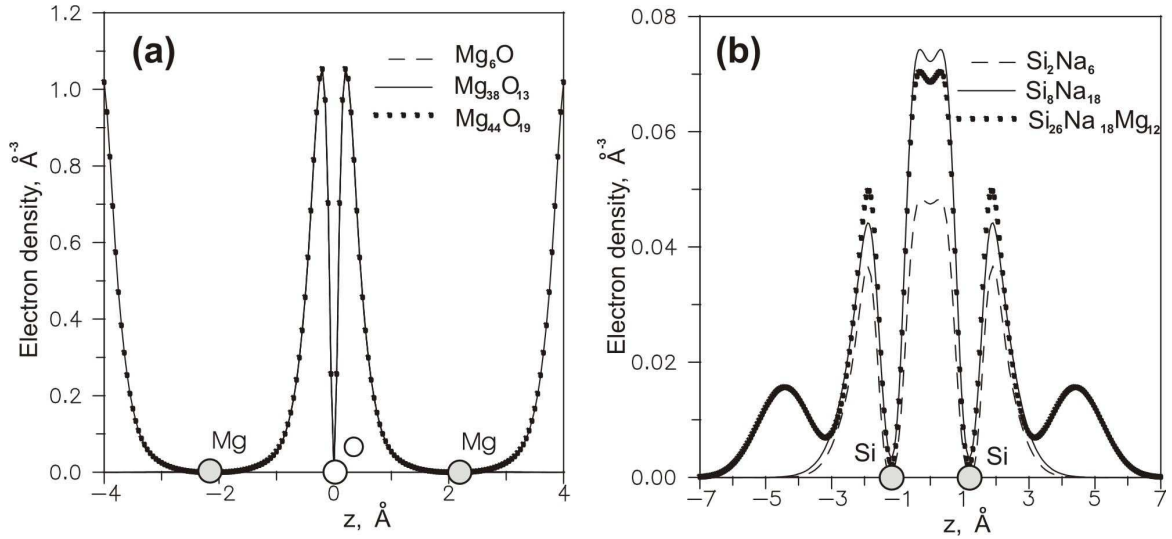 (a)
Mg₆O
Mg₃₈O₁₃
Mg₄₄O₁₉
Electron density, Å⁻³
1.2
1.0
0.8
0.6
0.4
0.2
0.0
Mg
O
Mg
−4
−2
0
2
4
z, Å
(b)
Si₂Na₆
Si₈Na₁₈
Si₂₆Na₁₈Mg₁₂
Electron density, Å⁻³
0.08
0.06
0.04
0.02
0.00
Si
Si
−7
−5
−3
−1
1
3
5
7
z, Å